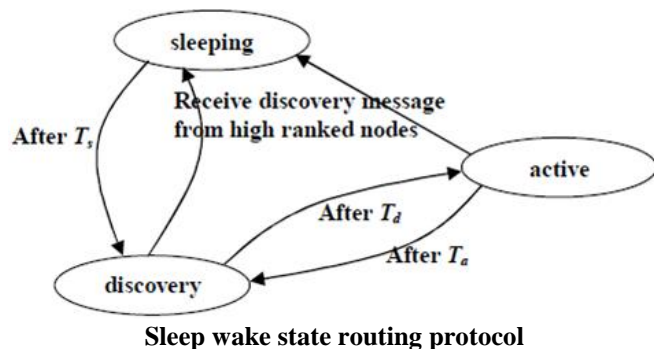 sleeping
Receive discovery message
from high ranked nodes
After Ts
active
After Td
After Ta
discovery
Sleep wake state routing protocol